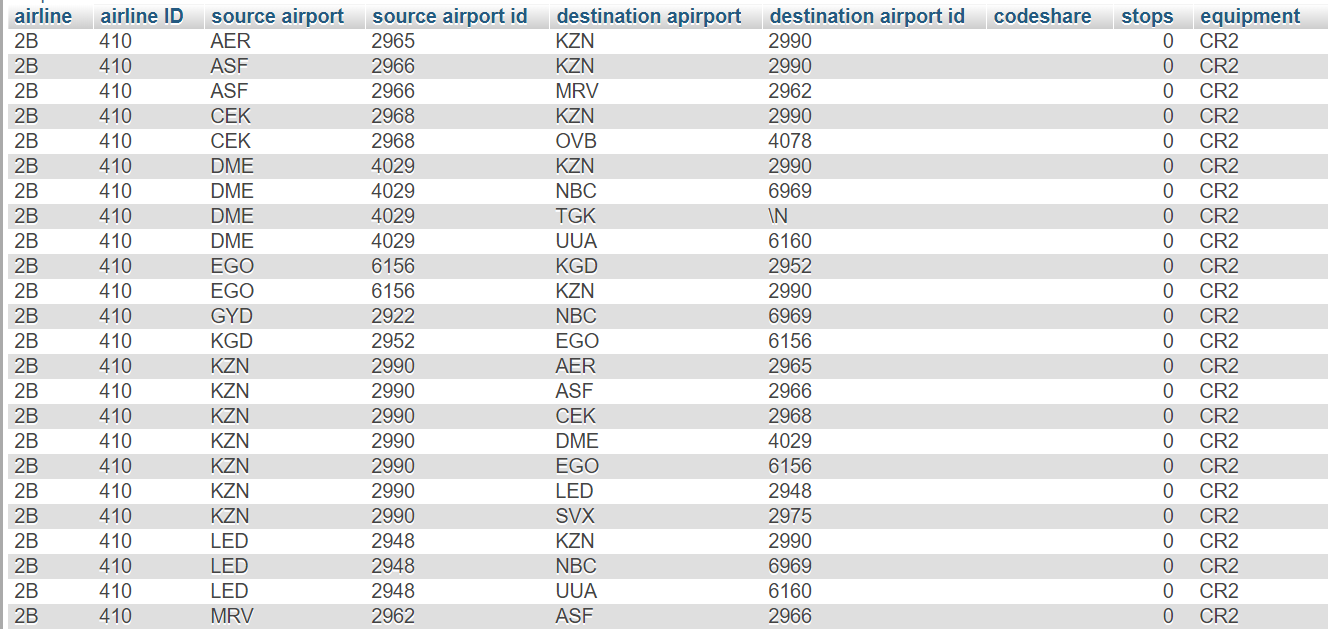 airline airline ID source airport source airport id destination apirport destination airport id codeshare stops equipment
2B 410 AER 2965 KZN 2990 0 CR2
2B 410 ASF 2966 KZN 2990 0 CR2
2B 410 ASF 2966 MRV 2962 0 CR2
2B 410 CEK 2968 KZN 2990 0 CR2
2B 410 CEK 2968 OVB 4078 0 CR2
2B 410 DME 4029 KZN 2990 0 CR2
2B 410 DME 4029 NBC 6969 0 CR2
2B 410 DME 4029 TGK \N 0 CR2
2B 410 DME 4029 UUA 6160 0 CR2
2B 410 EGO 6156 KGD 2952 0 CR2
2B 410 EGO 6156 KZN 2990 0 CR2
2B 410 GYD 2922 NBC 6969 0 CR2
2B 410 KGD 2952 EGO 6156 0 CR2
2B 410 KZN 2990 AER 2965 0 CR2
2B 410 KZN 2990 ASF 2966 0 CR2
2B 410 KZN 2990 CEK 2968 0 CR2
2B 410 KZN 2990 DME 4029 0 CR2
2B 410 KZN 2990 EGO 6156 0 CR2
2B 410 KZN 2990 LED 2948 0 CR2
2B 410 KZN 2990 SVX 2975 0 CR2
2B 410 LED 2948 KZN 2990 0 CR2
2B 410 LED 2948 NBC 6969 0 CR2
2B 410 LED 2948 UUA 6160 0 CR2
2B 410 MRV 2962 ASF 2966 0 CR2